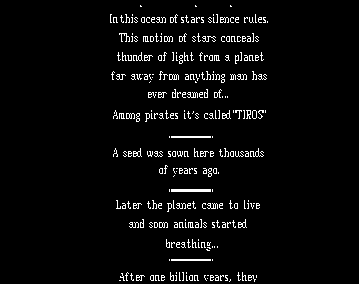 In this ocean of stars silence rules.
This motion of stars conceals
thunder of light from a planet
far away from anything man has
ever dreamed of...
Among pirates it's called "TIROS"
A seed was sown here thousands
of years ago.
Later the planet came to live
and soon animals started
breathing...
After one billion years, they